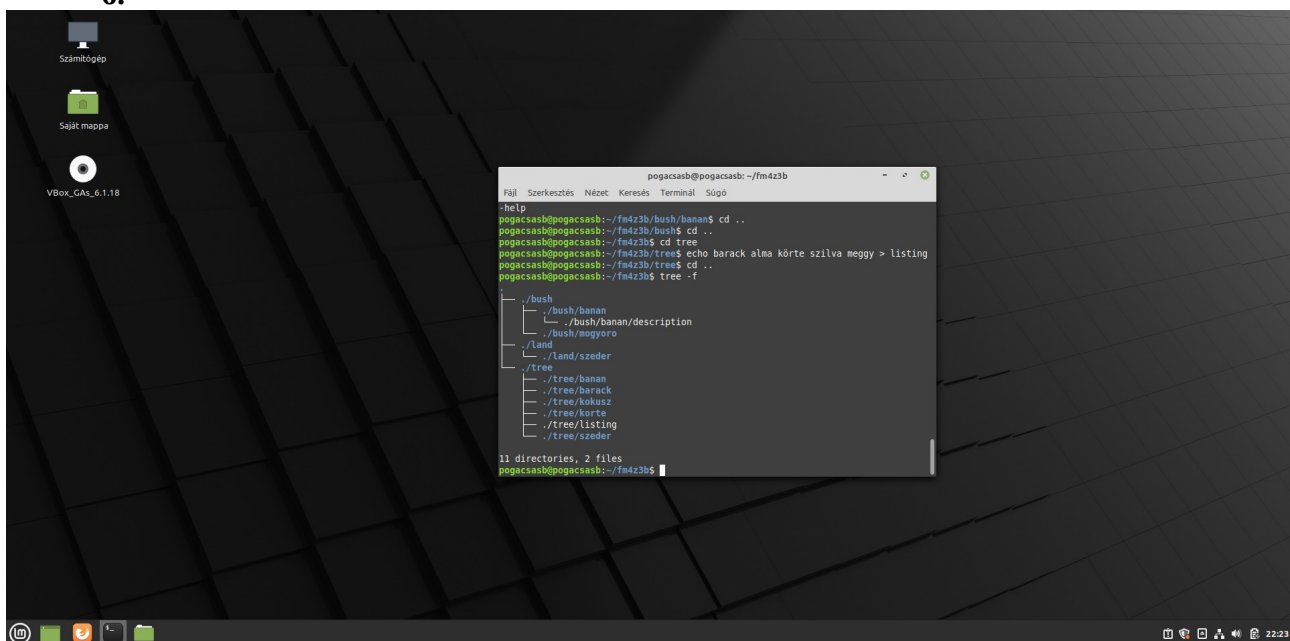 6.
Számítógép
Saját mappa
VBox_GAs_6.1.18
pogacsasb@pogacsasb: ~/fm4z3b
Fájl Szerkesztés Nézet Keresés Terminál Súgó
-help
pogacsasb@pogacsasb:~/fm4z3b/bush/banan$ cd ..
pogacsasb@pogacsasb:~/fm4z3b/bush$ cd ..
pogacsasb@pogacsasb:~/fm4z3b$ cd tree
pogacsasb@pogacsasb:~/fm4z3b/tree$ echo barack alma körte szilva meggy > listing
pogacsasb@pogacsasb:~/fm4z3b/tree$ cd ..
pogacsasb@pogacsasb:~/fm4z3b$ tree -f
.
├── ./bush
│   ├── ./bush/banan
│   │   └── ./bush/banan/description
│   └── ./bush/mogyoro
├── ./land
│   └── ./land/szeder
└── ./tree
    ├── ./tree/banan
    ├── ./tree/barack
    ├── ./tree/kokusz
    ├── ./tree/korte
    ├── ./tree/listing
    └── ./tree/szeder
11 directories, 2 files
pogacsasb@pogacsasb:~/fm4z3b$
22:23